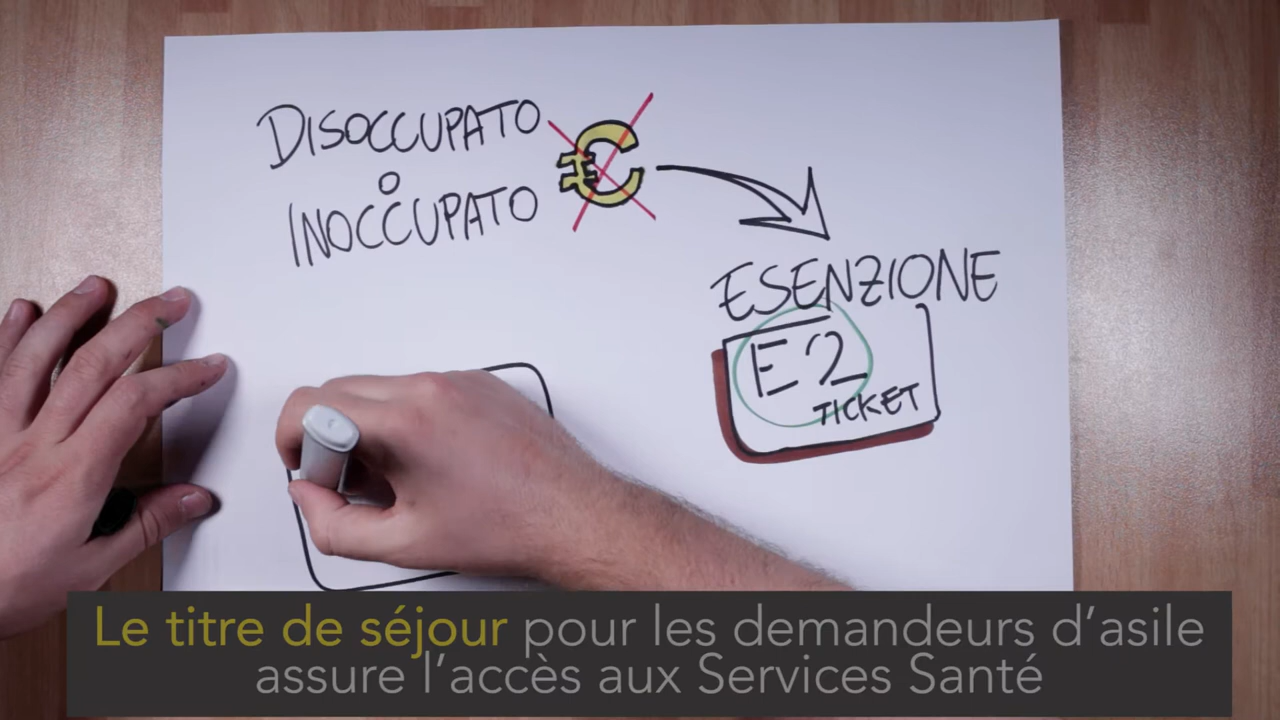 DISOCCUPATO
O
INOCCUPATO
€
ESENZIONE
E2
TICKET
Le titre de séjour pour les demandeurs d’asile
assure l’accès aux Services Santé